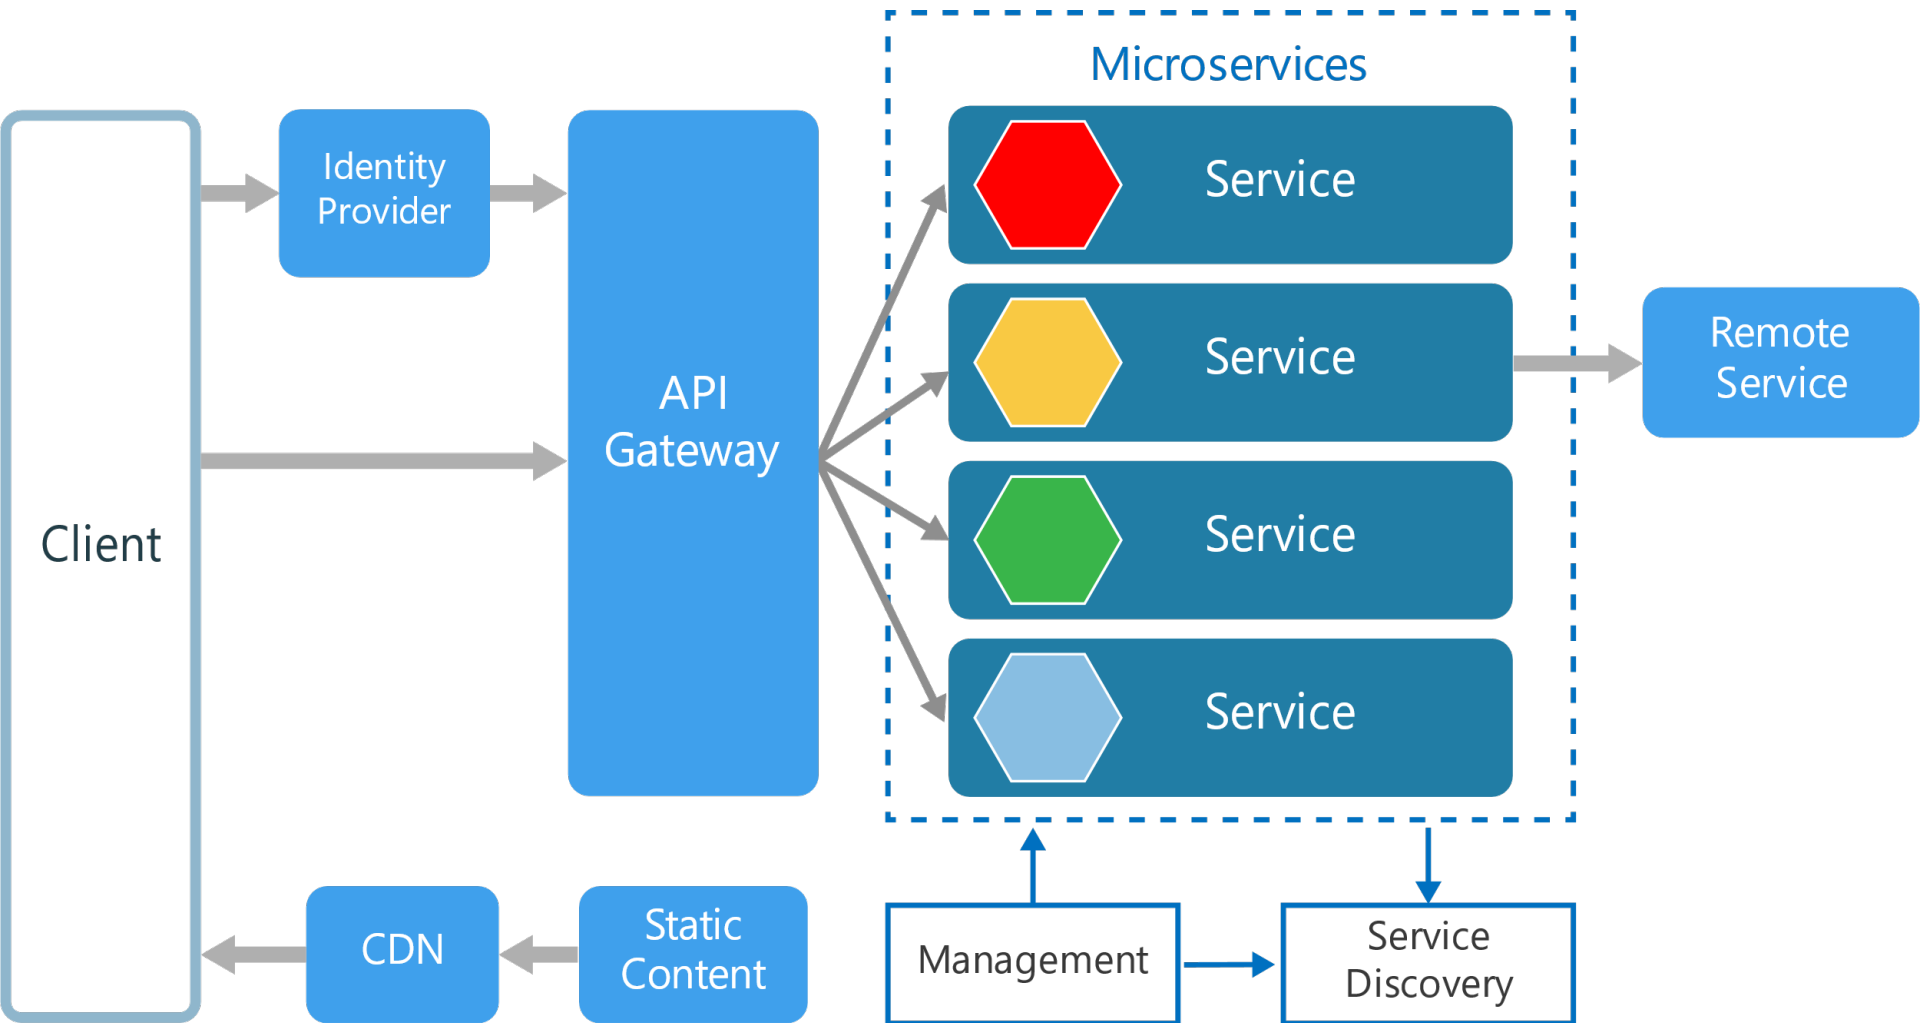 Microservices
Identity
Provider
API
Gateway
Client
Service
Service
Service
Service
Remote
Service
CDN
Static
Content
Management
Service
Discovery